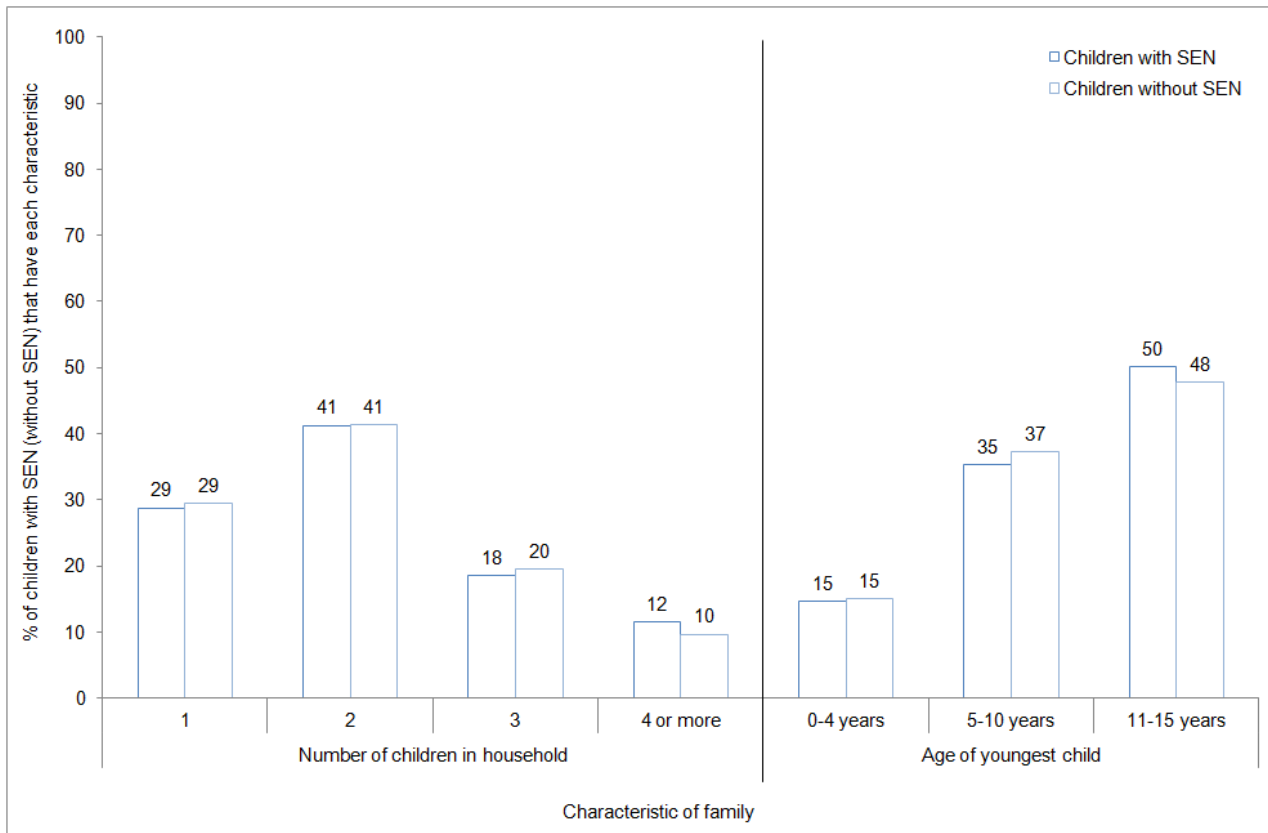 % of children with SEN (without SEN) that have each characteristic
100
90
80
70
60
50
40
30
20
10
0
Children with SEN
Children without SEN
29
29
41
41
18
20
12
10
15
15
35
37
50
48
1
2
3
4 or more
0-4 years
5-10 years
11-15 years
Number of children in household
Age of youngest child
Characteristic of family